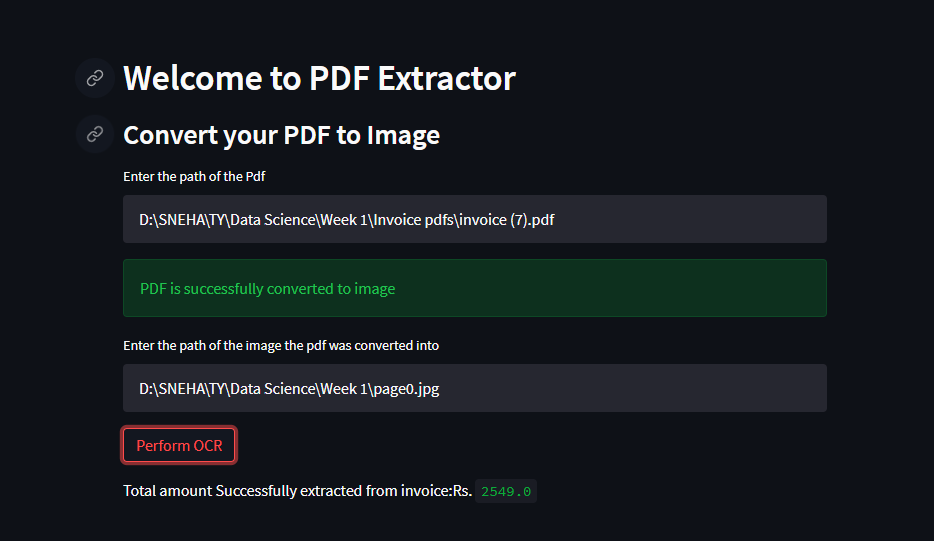 Welcome to PDF Extractor
Convert your PDF to Image
Enter the path of the Pdf
D:\SNEHA\TY\Data Science\Week 1\Invoice pdfs\invoice (7).pdf
PDF is successfully converted to image
Enter the path of the image the pdf was converted into
D:\SNEHA\TY\Data Science\Week 1\page0.jpg
Perform OCR
Total amount Successfully extracted from invoice:Rs. 2549.0